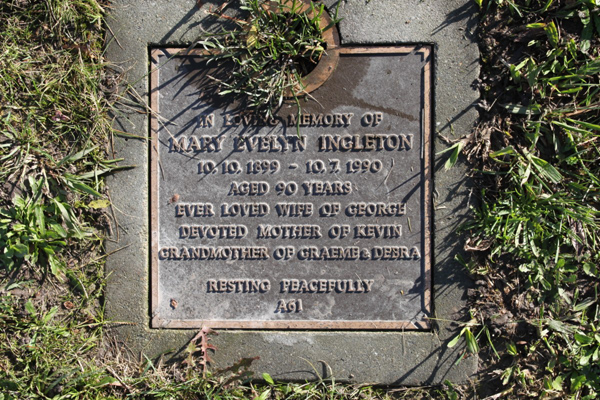 IN LOVING MEMORY OF
MARY EVELYN INGLETON
10.10.1899 - 10.7.1990
AGED 90 YEARS
EVER LOVED WIFE OF GEORGE
DEVOTED MOTHER OF KEVIN
GRANDMOTHER OF GRAEME & DEBRA
RESTING PEACEFULLY
A61